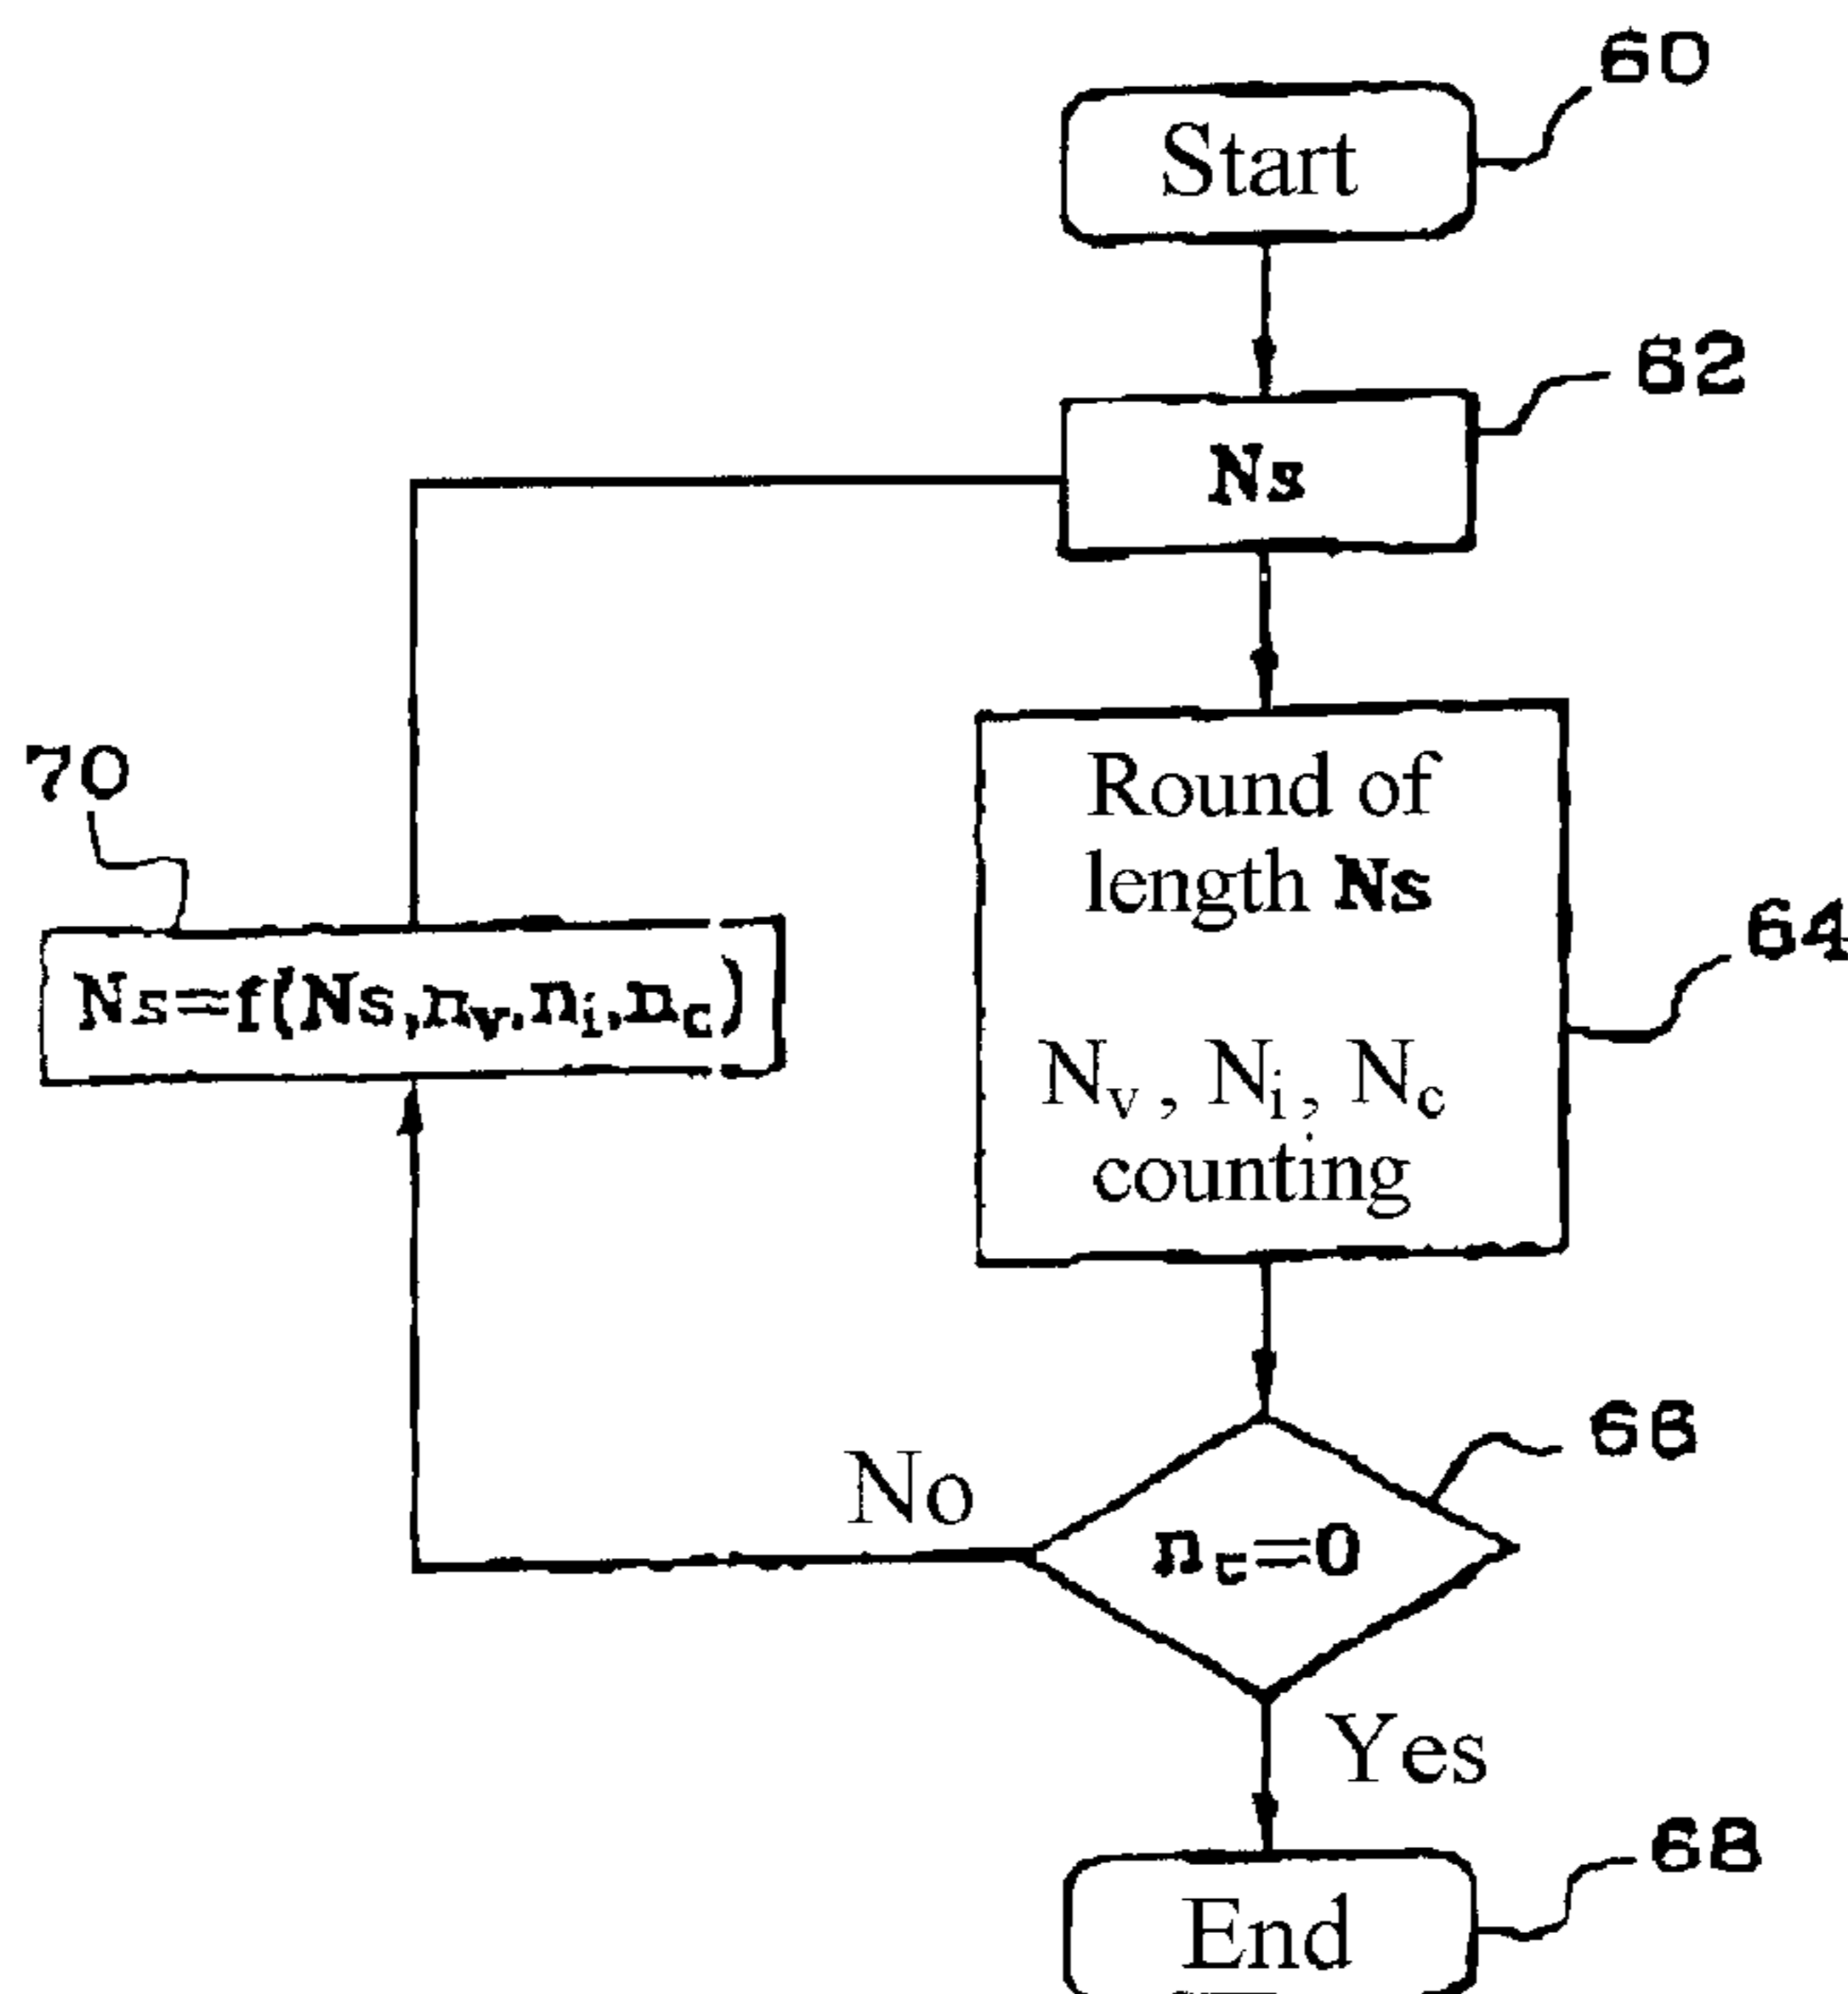 60
Start
62
Ns
70
Round of
length Ns
64
Ns=f(Ns,nv,ni,nc)
Nv, Ni, Nc
counting
66
No
nc=0
Yes
68
End